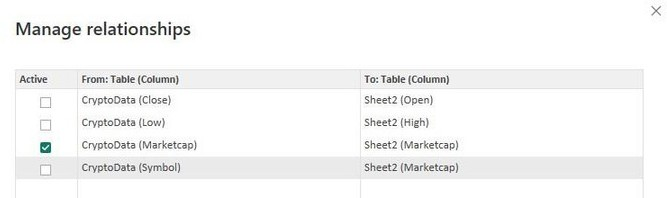 Manage relationships
Active From: Table (Column) To: Table (Column)
CryptoData (Close) Sheet2 (Open)
CryptoData (Low) Sheet2 (High)
CryptoData (Marketcap) Sheet2 (Marketcap)
CryptoData (Symbol) Sheet2 (Marketcap)